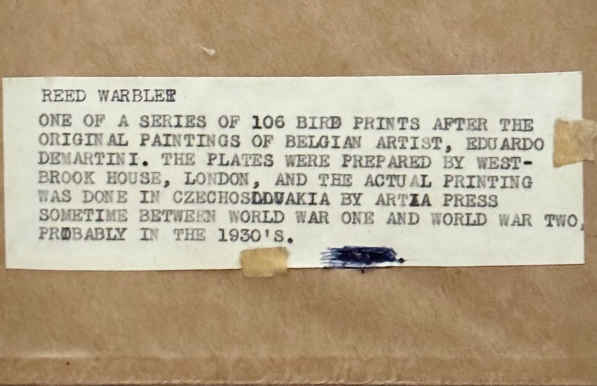 REED WARBLER
ONE OF A SERIES OF 106 BIRD PRINTS AFTER THE
ORIGINAL PAINTINGS OF BELGIAN ARTIST, EDUARDO
DEMARTINI. THE PLATES WERE PREPARED BY WEST-
BROOK HOUSE, LONDON, AND THE ACTUAL PRINTING
WAS DONE IN CZECHOSLOVAKIA BY ARTIA PRESS
SOMETIME BETWEEN WORLD WAR ONE AND WORLD WAR TWO,
PROBABLY IN THE 1930'S.